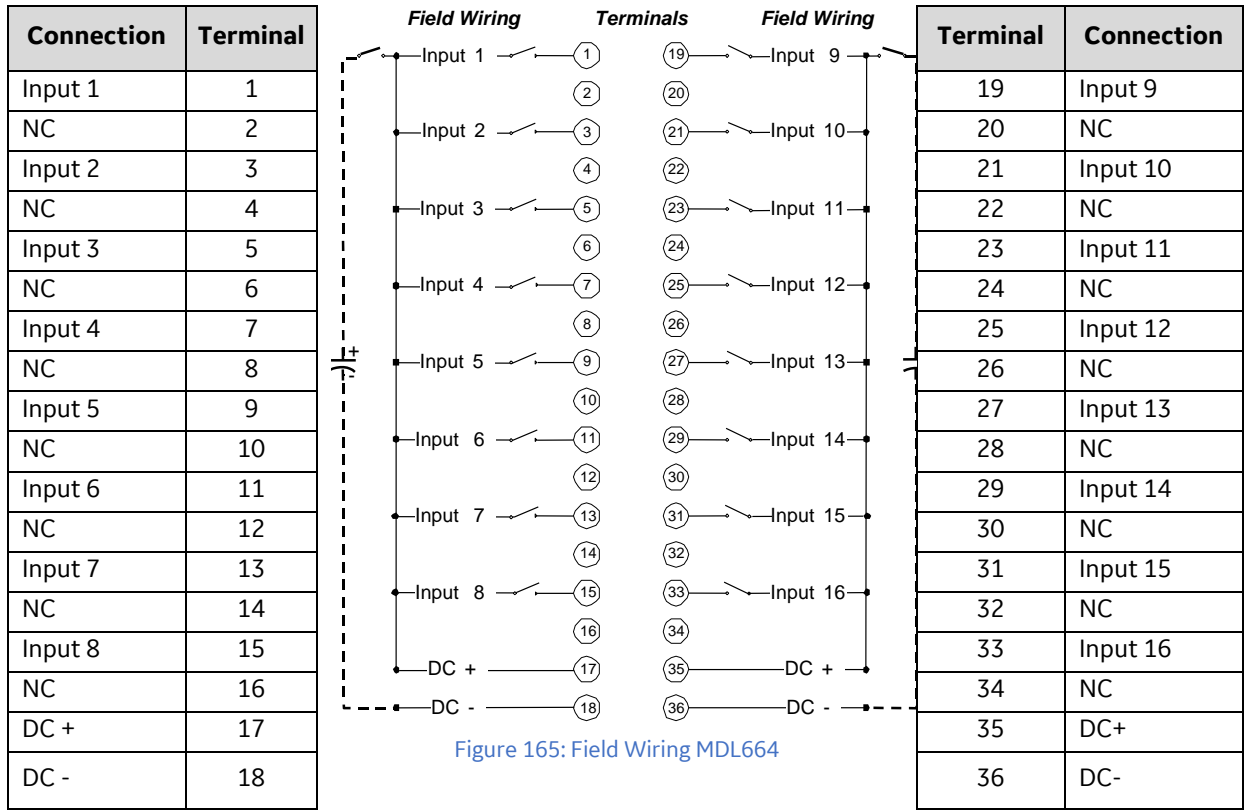 Connection Terminal
Input 1 1
NC 2
Input 2 3
NC 4
Input 3 5
NC 6
Input 4 7
NC 8
Input 5 9
NC 10
Input 6 11
NC 12
Input 7 13
NC 14
Input 8 15
NC 16
DC + 17
DC - 18
Field Wiring Terminals Field Wiring
Input 1 1 19 Input 9
2 20
Input 2 3 21 Input 10
4 22
Input 3 5 23 Input 11
6 24
Input 4 7 25 Input 12
8 26
+
Input 5 9 27 Input 13
-
10 28
Input 6 11 29 Input 14
12 30
Input 7 13 31 Input 15
14 32
Input 8 15 33 Input 16
16 34
DC + 17 35 DC +
DC - 18 36 DC -
Figure 165: Field Wiring MDL664
Terminal Connection
19 Input 9
20 NC
21 Input 10
22 NC
23 Input 11
24 NC
25 Input 12
26 NC
27 Input 13
28 NC
29 Input 14
30 NC
31 Input 15
32 NC
33 Input 16
34 NC
35 DC+
36 DC-